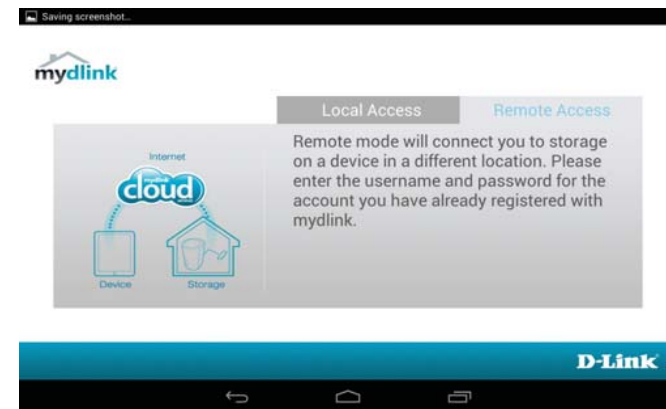 Saving screenshot...
mydlink
Local Access
Remote Access
Remote mode will connect you to storage
on a device in a different location. Please
enter the username and password for the
account you have already registered with
mydlink.
Internet
mydlink
cloud
Device
Storage
D-Link